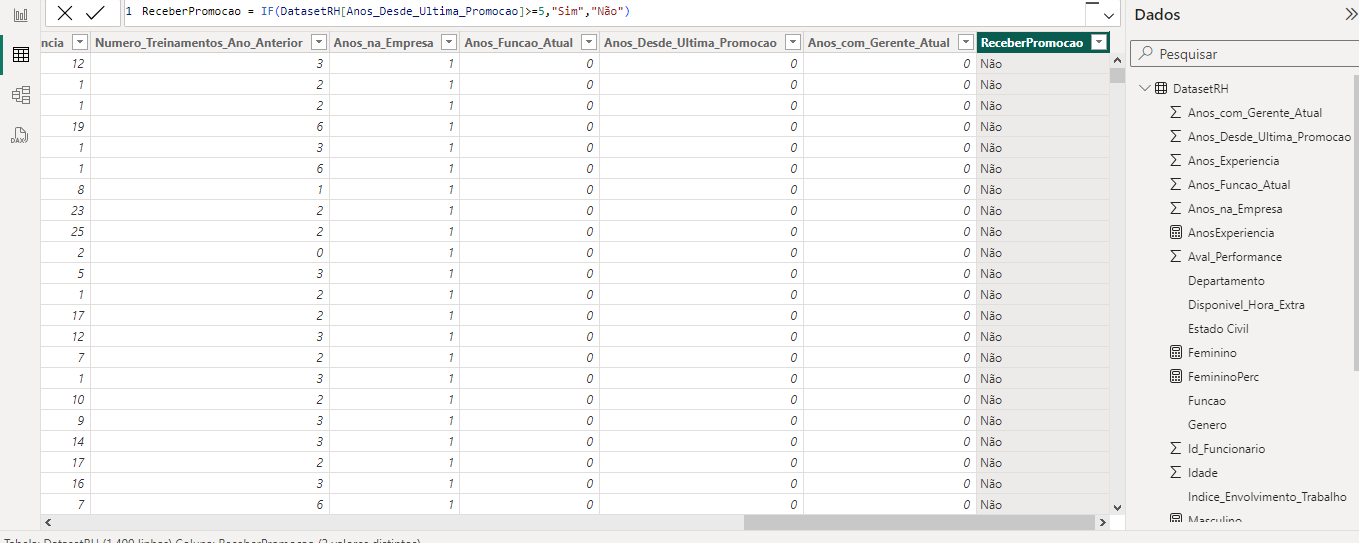 1 ReceberPromocao = IF(DatasetRH[Anos_Desde_Ultima_Promocao]>=5,"Sim","Não")
Dados
Pesquisar
ncia Numero_Treinamentos_Ano_Anterior Anos_na_Empresa Anos_Funcao_Atual Anos_Desde_Ultima_Promocao Anos_com_Gerente_Atual ReceberPromocao
12 3 1 0 0 0 Não
1 2 1 0 0 0 Não
1 2 1 0 0 0 Não
19 6 1 0 0 0 Não
1 3 1 0 0 0 Não
1 6 1 0 0 0 Não
8 1 1 0 0 0 Não
23 2 1 0 0 0 Não
25 2 1 0 0 0 Não
2 0 1 0 0 0 Não
5 3 1 0 0 0 Não
1 2 1 0 0 0 Não
17 2 1 0 0 0 Não
12 3 1 0 0 0 Não
7 2 1 0 0 0 Não
1 3 1 0 0 0 Não
10 2 1 0 0 0 Não
9 3 1 0 0 0 Não
14 3 1 0 0 0 Não
17 2 1 0 0 0 Não
16 3 1 0 0 0 Não
7 6 1 0 0 0 Não
DAX
DatasetRH
Anos_com_Gerente_Atual
Anos_Desde_Ultima_Promocao
Anos_Experiencia
Anos_Funcao_Atual
Anos_na_Empresa
AnosExperiencia
Aval_Performance
Departamento
Disponivel_Hora_Extra
Estado Civil
Feminino
FemininoPerc
Funcao
Genero
Id_Funcionario
Idade
Indice_Envolvimento_Trabalho
Masculino
Tabela: DatasetRH (1.400 linhas) Coluna: ReceberPromocao (2 valores distintos)